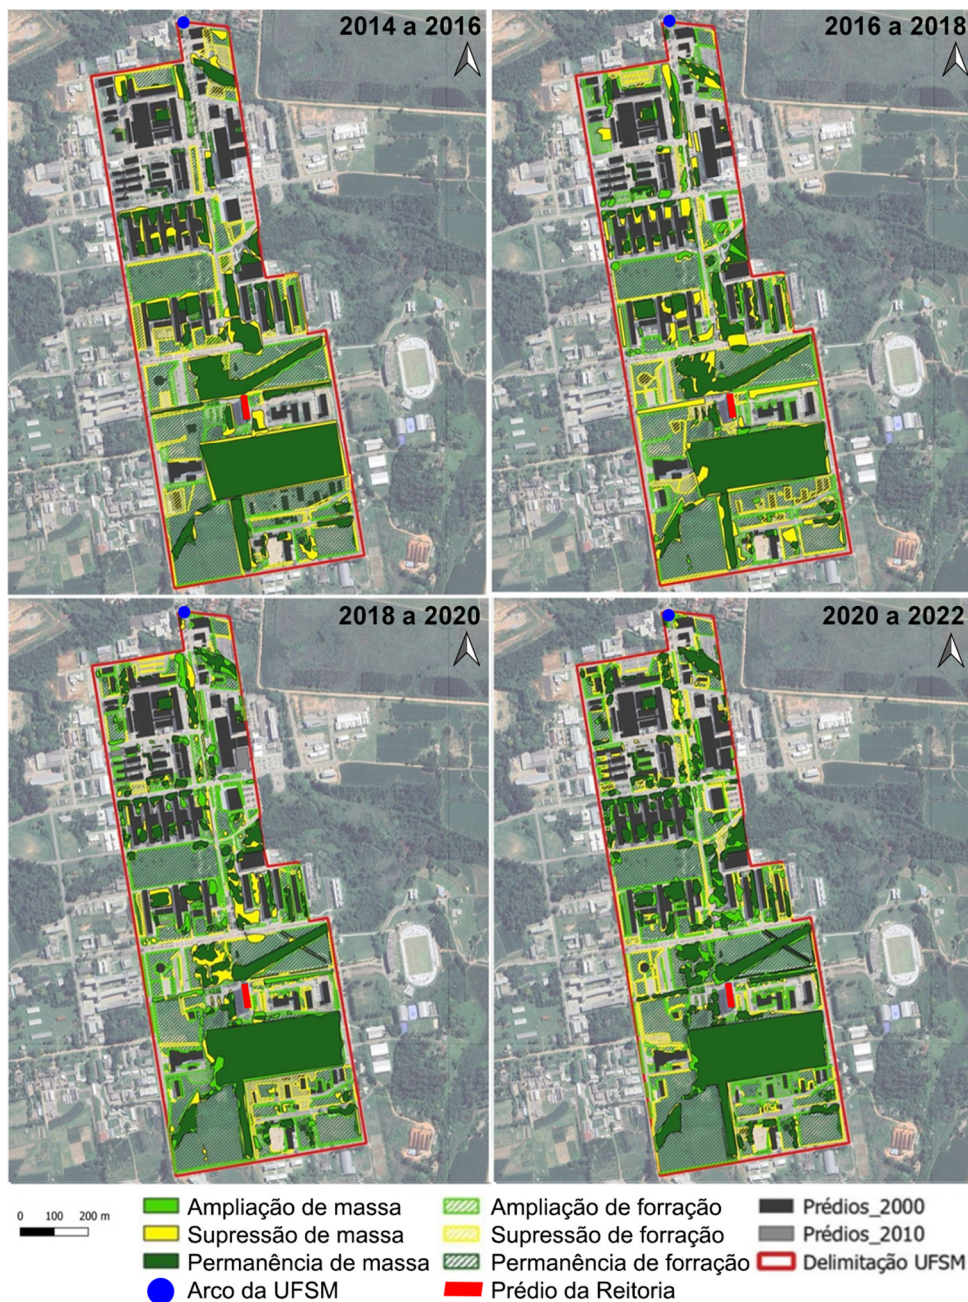 2014 a 2016
2016 a 2018
2018 a 2020
2020 a 2022
0 100 200 m
Ampliação de massa
Supressão de massa
Permanência de massa
Arco da UFSM
Ampliação de forração
Supressão de forração
Permanência de forração
Prédio da Reitoria
Prédios_2000
Prédios_2010
Delimitação UFSM